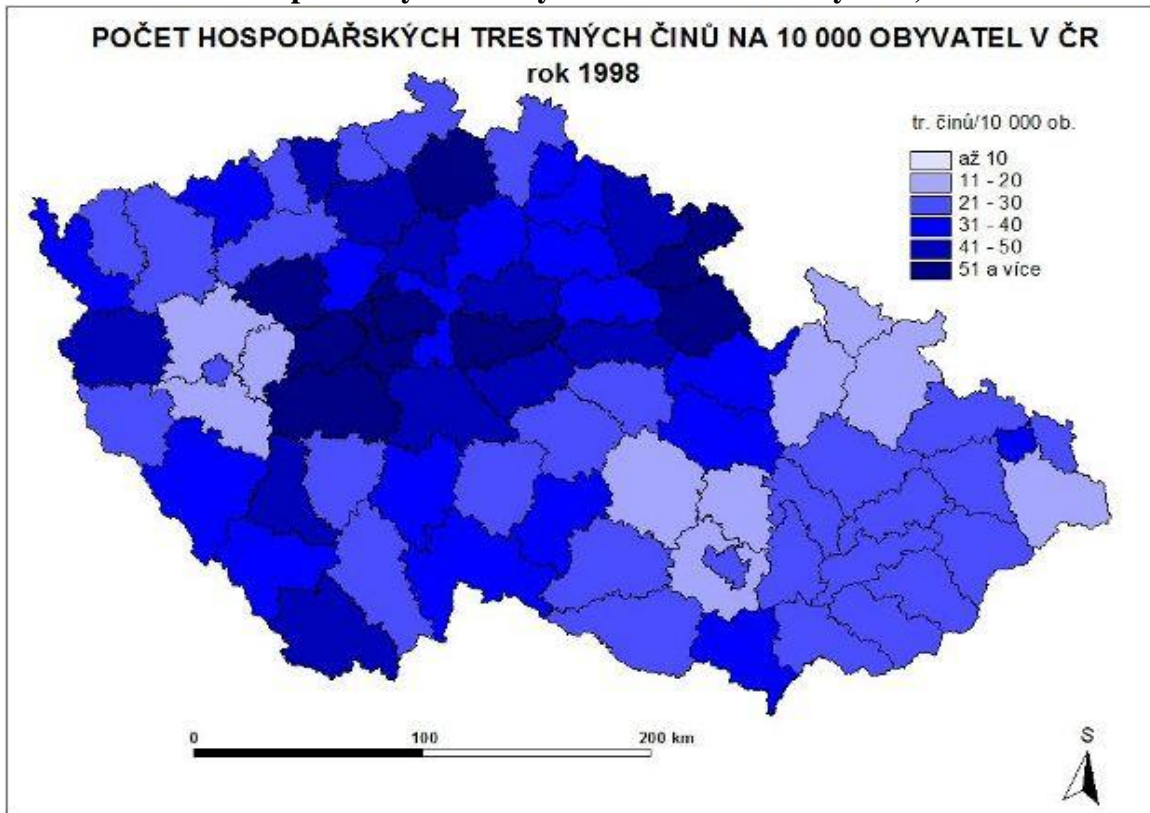 POČET HOSPODÁŘSKÝCH TRESTNÝCH ČINŮ NA 10 000 OBYVATEL V ČR
rok 1998
tr. činů/10 000 ob.
až 10
11 - 20
21 - 30
31 - 40
41 - 50
51 a více
0 100 200 km
S